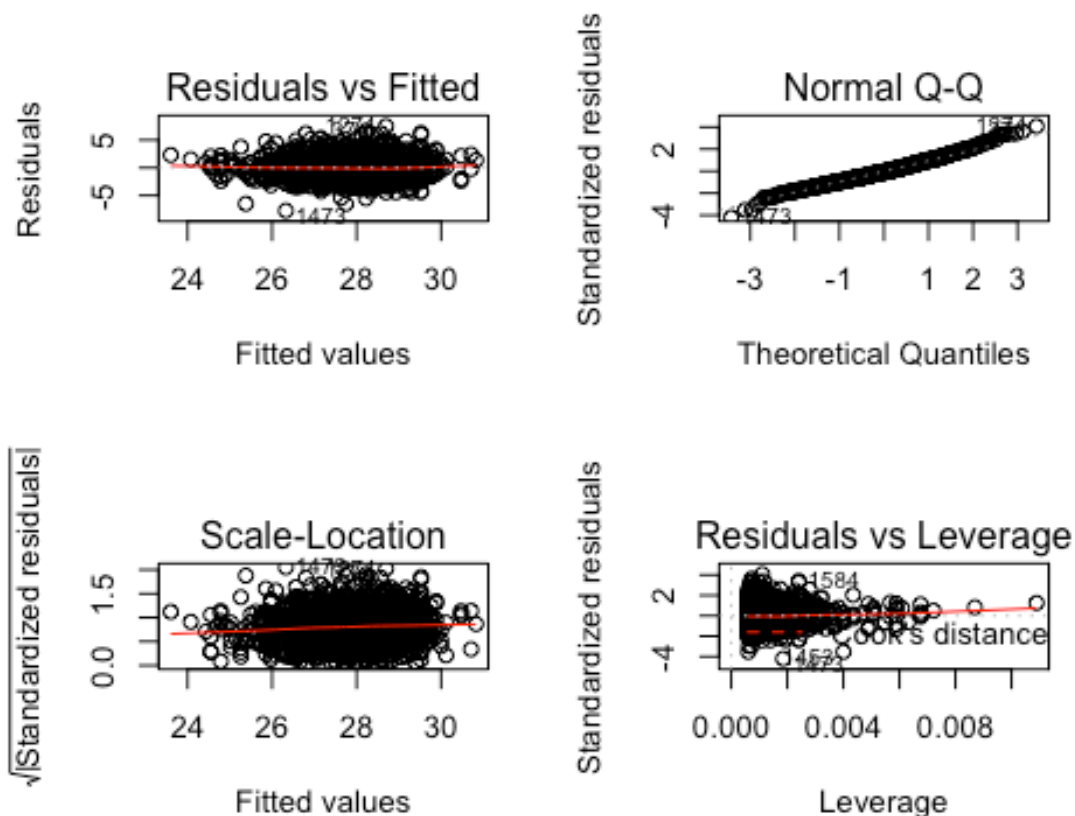 Residuals vs Fitted
Residuals
5
-5
1473
24
26
28
30
Fitted values
Normal Q-Q
Standardized residuals
2
-4
-3
-1
1
2
3
Theoretical Quantiles
Scale-Location
√|Standardized residuals|
1.5
0.0
24
26
28
30
Fitted values
Residuals vs Leverage
Standardized residuals
2
-4
1584
distance
0.000
0.004
0.008
Leverage